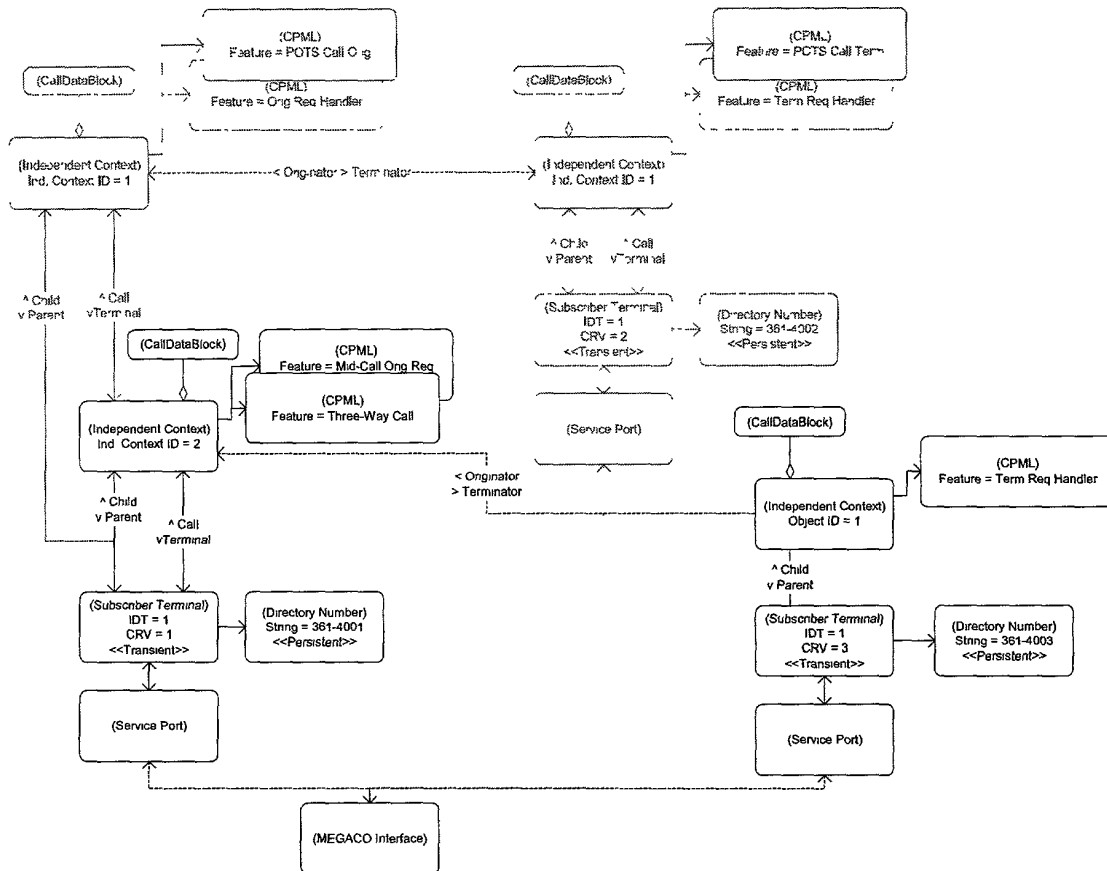 (CPML)
Feature = POTS Call Orig
(CallDataBlock)
Feature = Orig Req Handler
(Independent Context)
Ind. Context ID = 1
< Originator > Terminator
(CPML)
Feature = POTS Call Term
(CallDataBlock)
Feature = Term Req Handler
(Independent Context)
Ind. Context ID = 1
^ Child
v Parent
^ Call
vTerminal
^ Child
v Parent
^ Call
vTerminal
(Subscriber Terminal)
IDT = 1
CRV = 2
<<Transient>>
(Directory Number)
String = 361-4002
<<Persistent>>
(Service Port)
(CallDataBlock)
(CPML)
Feature = Mid-Call Orig Req
(CPML)
Feature = Three-Way Call
(Independent Context)
Ind Context ID = 2
< Originator
> Terminator
(CallDataBlock)
(CPML)
Feature = Term Req Handler
(Independent Context)
Object ID = 1
^ Child
v Parent
^ Call
vTerminal
^ Child
v Parent
(Subscriber Terminal)
IDT = 1
CRV = 1
<<Transient>>
(Directory Number)
String = 361-4001
<<Persistent>>
(Subscriber Terminal)
IDT = 1
CRV = 3
<<Transient>>
(Directory Number)
String = 361-4003
<<Persistent>>
(Service Port)
(Service Port)
(MEGACO Interface)